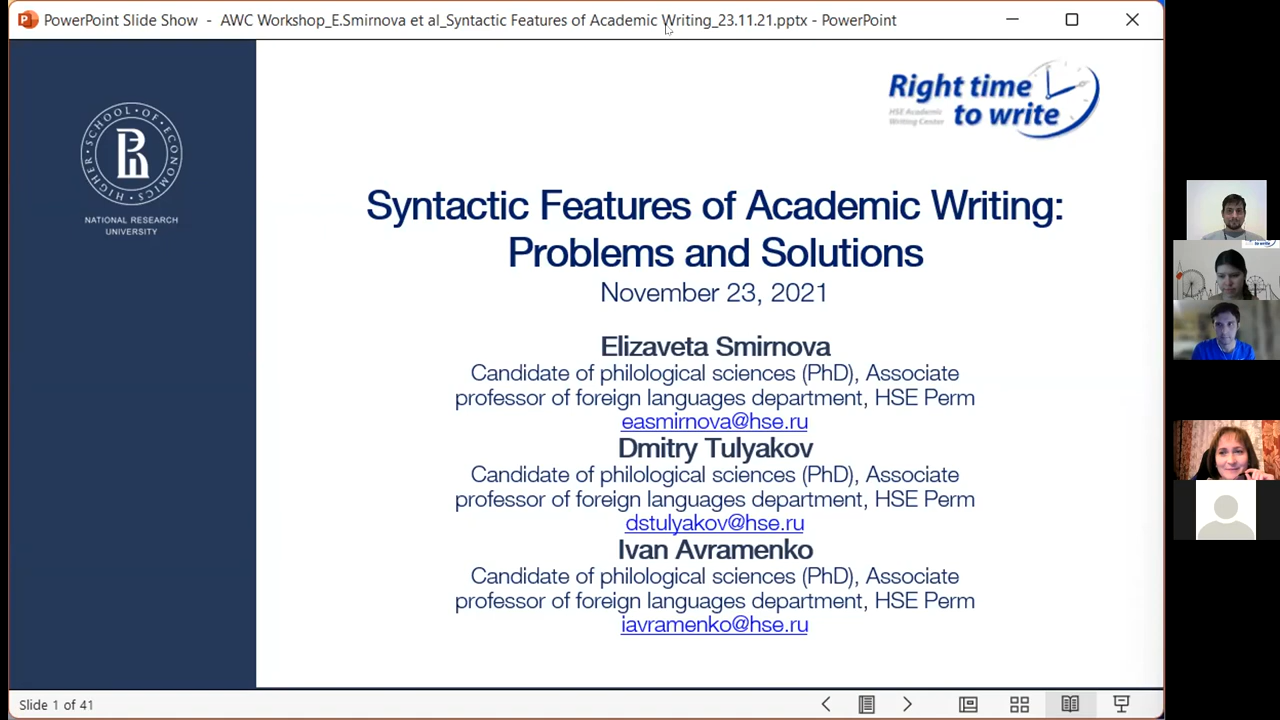 PowerPoint Slide Show - AWC Workshop_E.Smirnova et al_Syntactic Features of Academic Writing_23.11.21.pptx - PowerPoint
Right time
to write
HSE Academic
Writing Center
HIGHER SCHOOL OF ECONOMICS
NATIONAL RESEARCH
UNIVERSITY
Syntactic Features of Academic Writing:
Problems and Solutions
November 23, 2021
Elizaveta Smirnova
Candidate of philological sciences (PhD), Associate
professor of foreign languages department, HSE Perm
easmirnova@hse.ru
Dmitry Tulyakov
Candidate of philological sciences (PhD), Associate
professor of foreign languages department, HSE Perm
dstulyakov@hse.ru
Ivan Avramenko
Candidate of philological sciences (PhD), Associate
professor of foreign languages department, HSE Perm
iavramenko@hse.ru
Slide 1 of 41